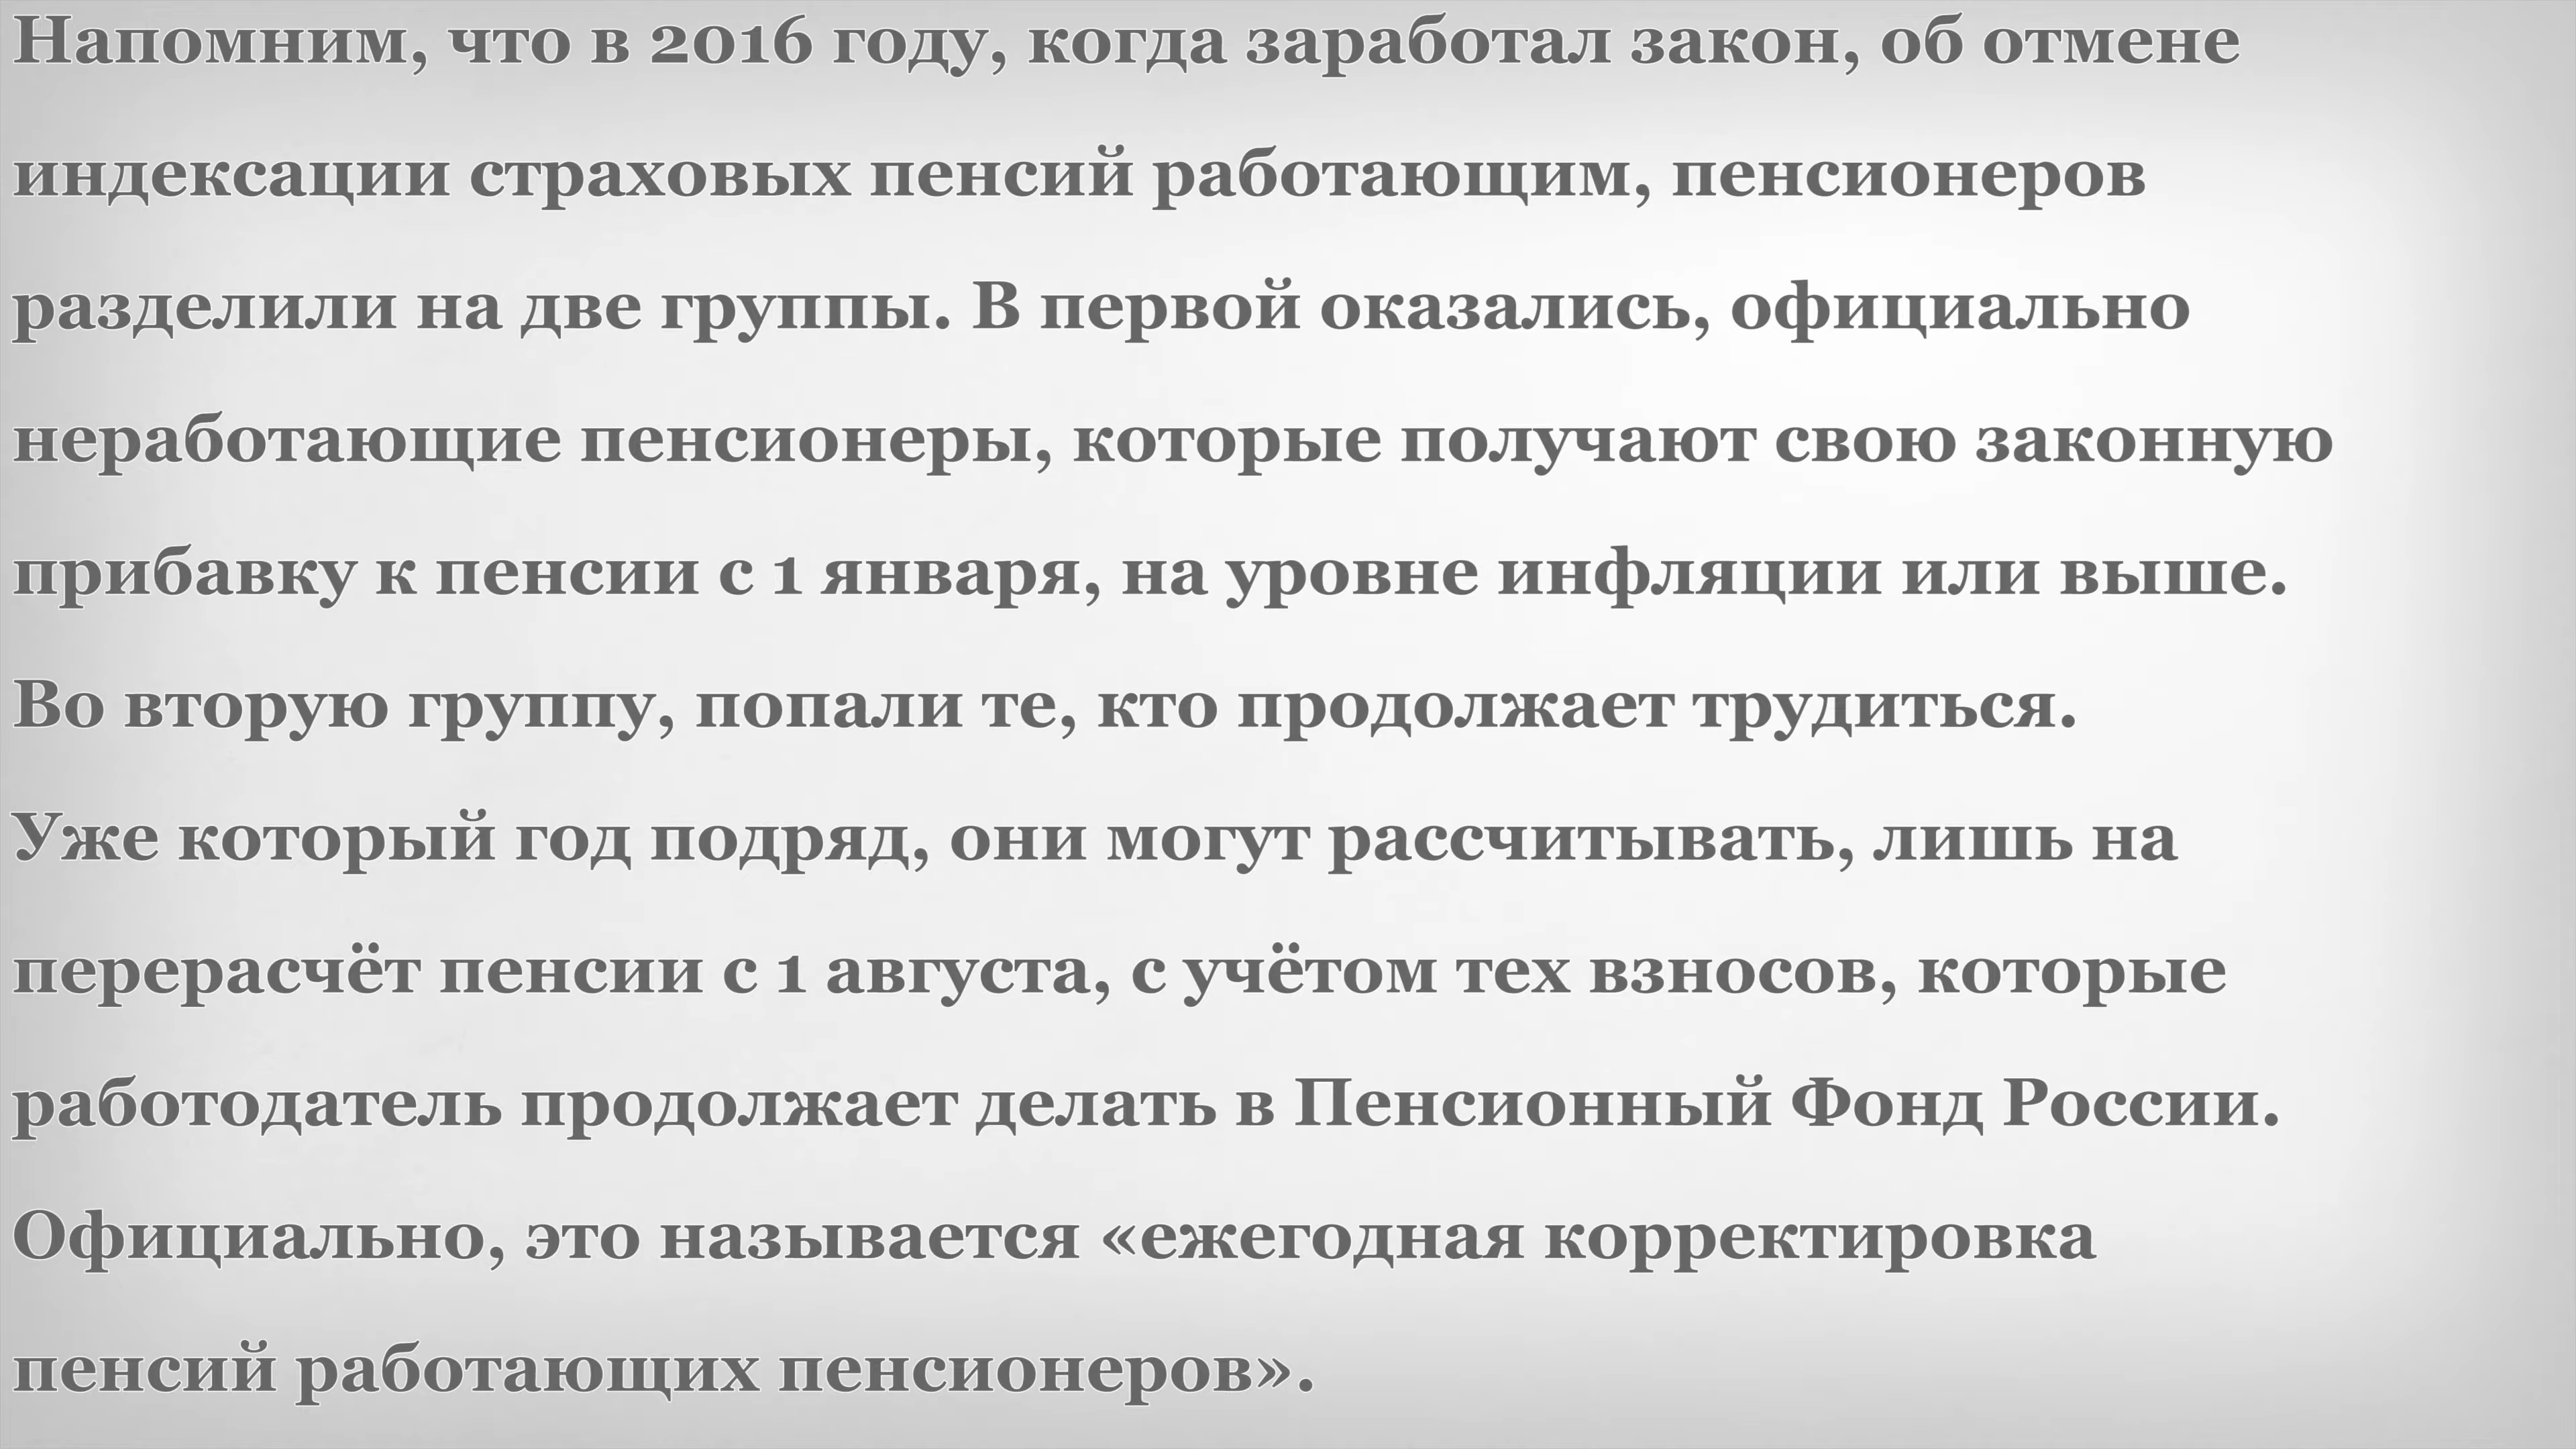 Напомним, что в 2016 году, когда заработал закон, об отмене
индексации страховых пенсий работающим, пенсионеров
разделили на две группы. В первой оказались, официально
неработающие пенсионеры, которые получают свою законную
прибавку к пенсии с 1 января, на уровне инфляции или выше.
Во вторую группу, попали те, кто продолжает трудиться.
Уже который год подряд, они могут рассчитывать, лишь на
перерасчёт пенсии с 1 августа, с учётом тех взносов, которые
работодатель продолжает делать в Пенсионный Фонд России.
Официально, это называется «ежегодная корректировка
пенсий работающих пенсионеров».